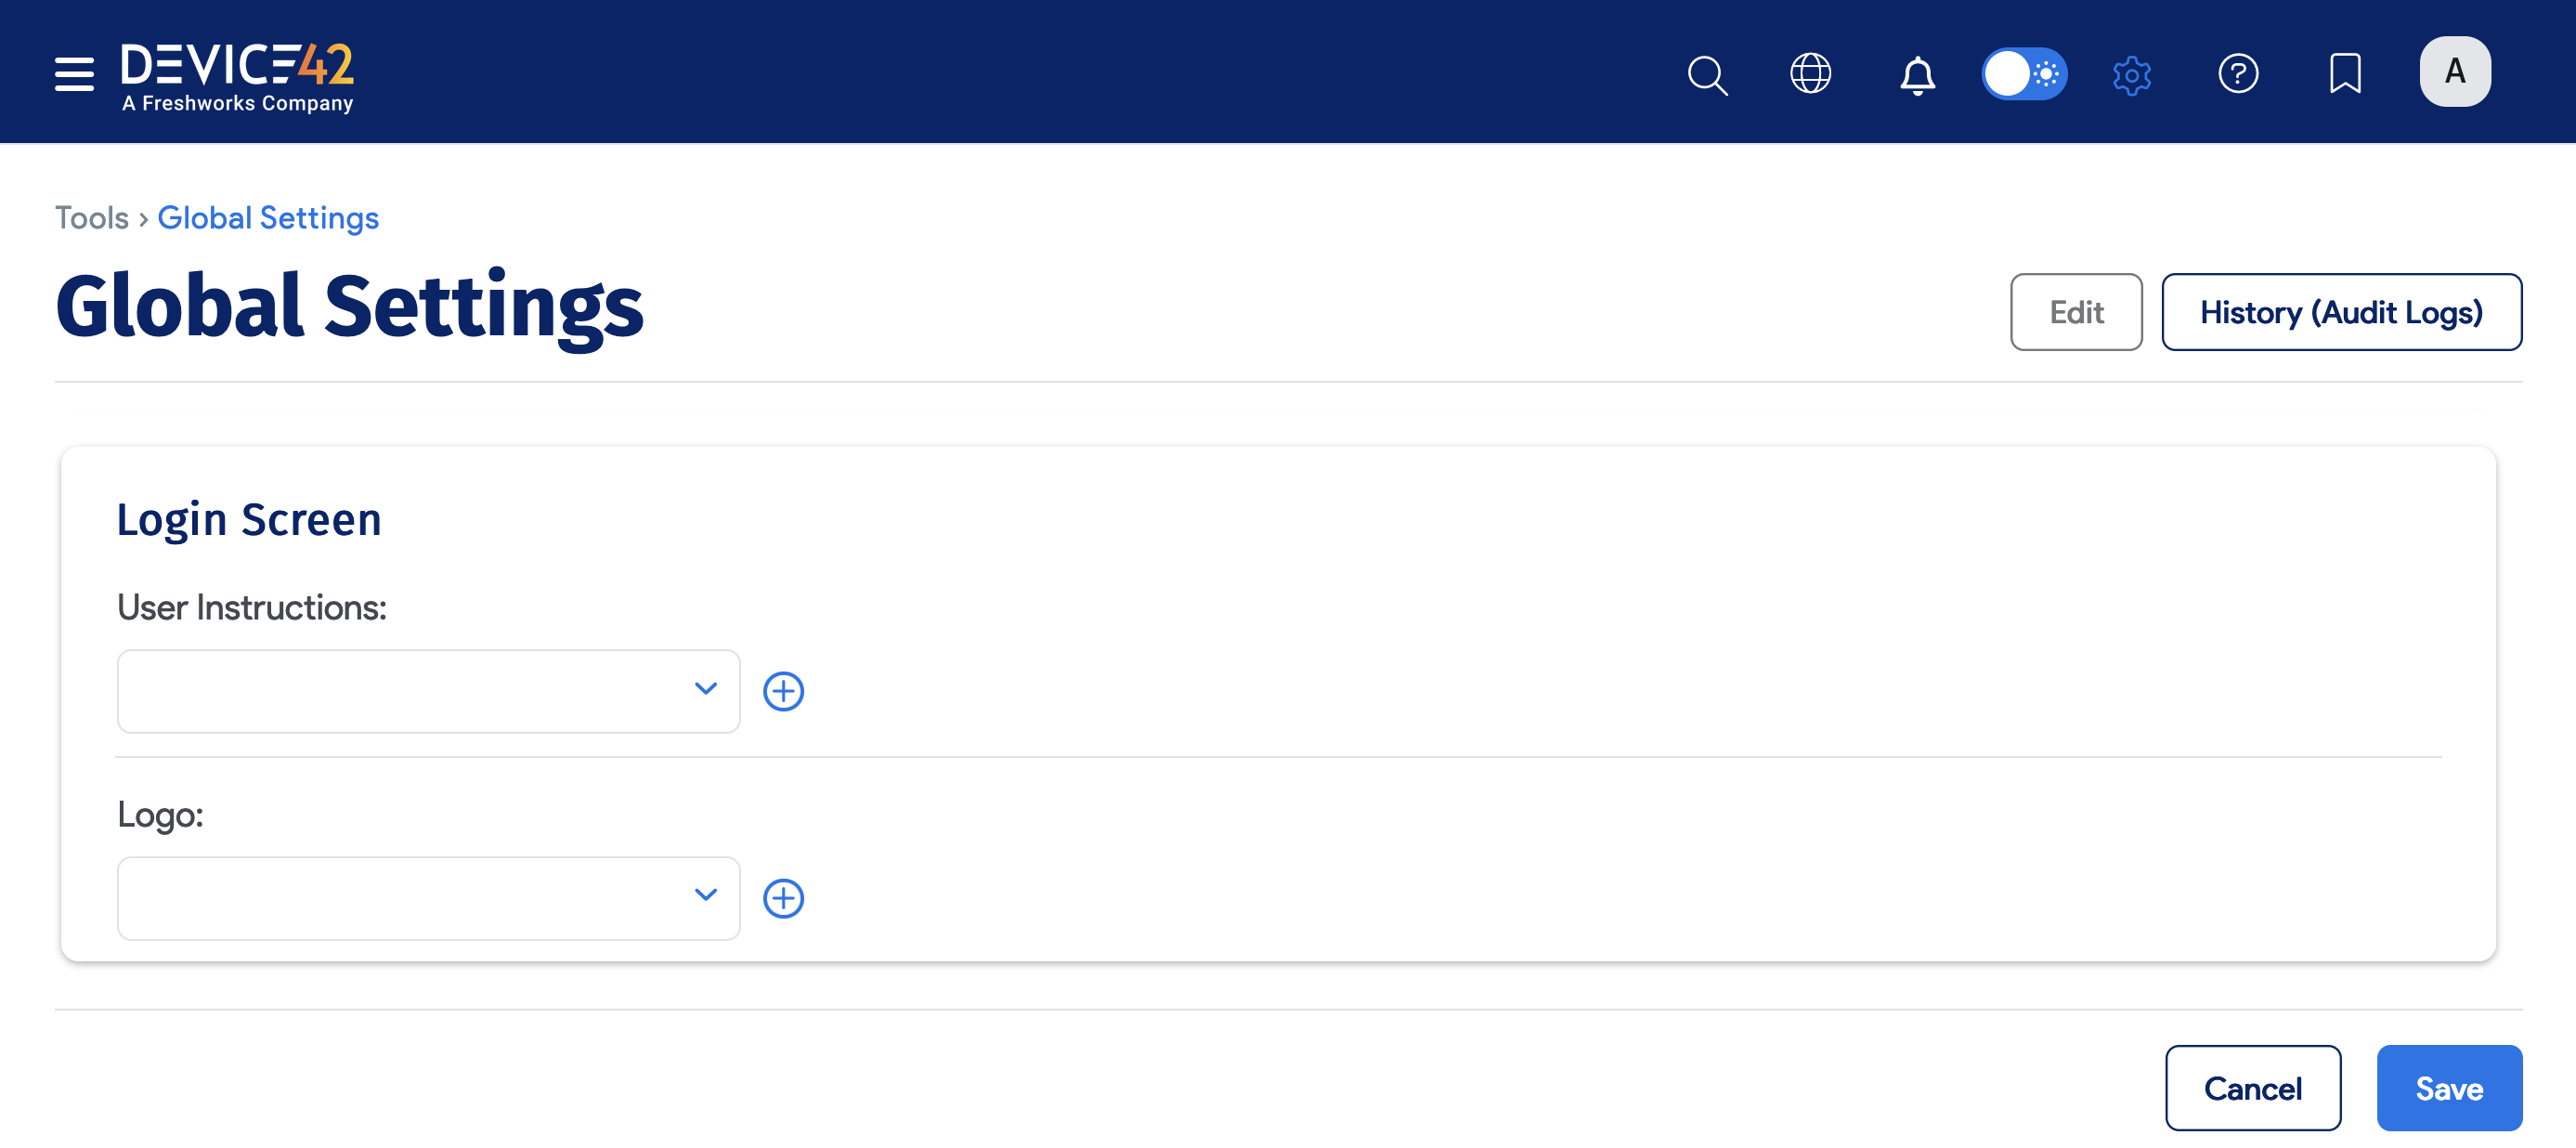 DEVICE42
A Freshworks Company
A
Tools › Global Settings
Global Settings
Edit
History (Audit Logs)
Login Screen
User Instructions:
Logo:
Cancel
Save